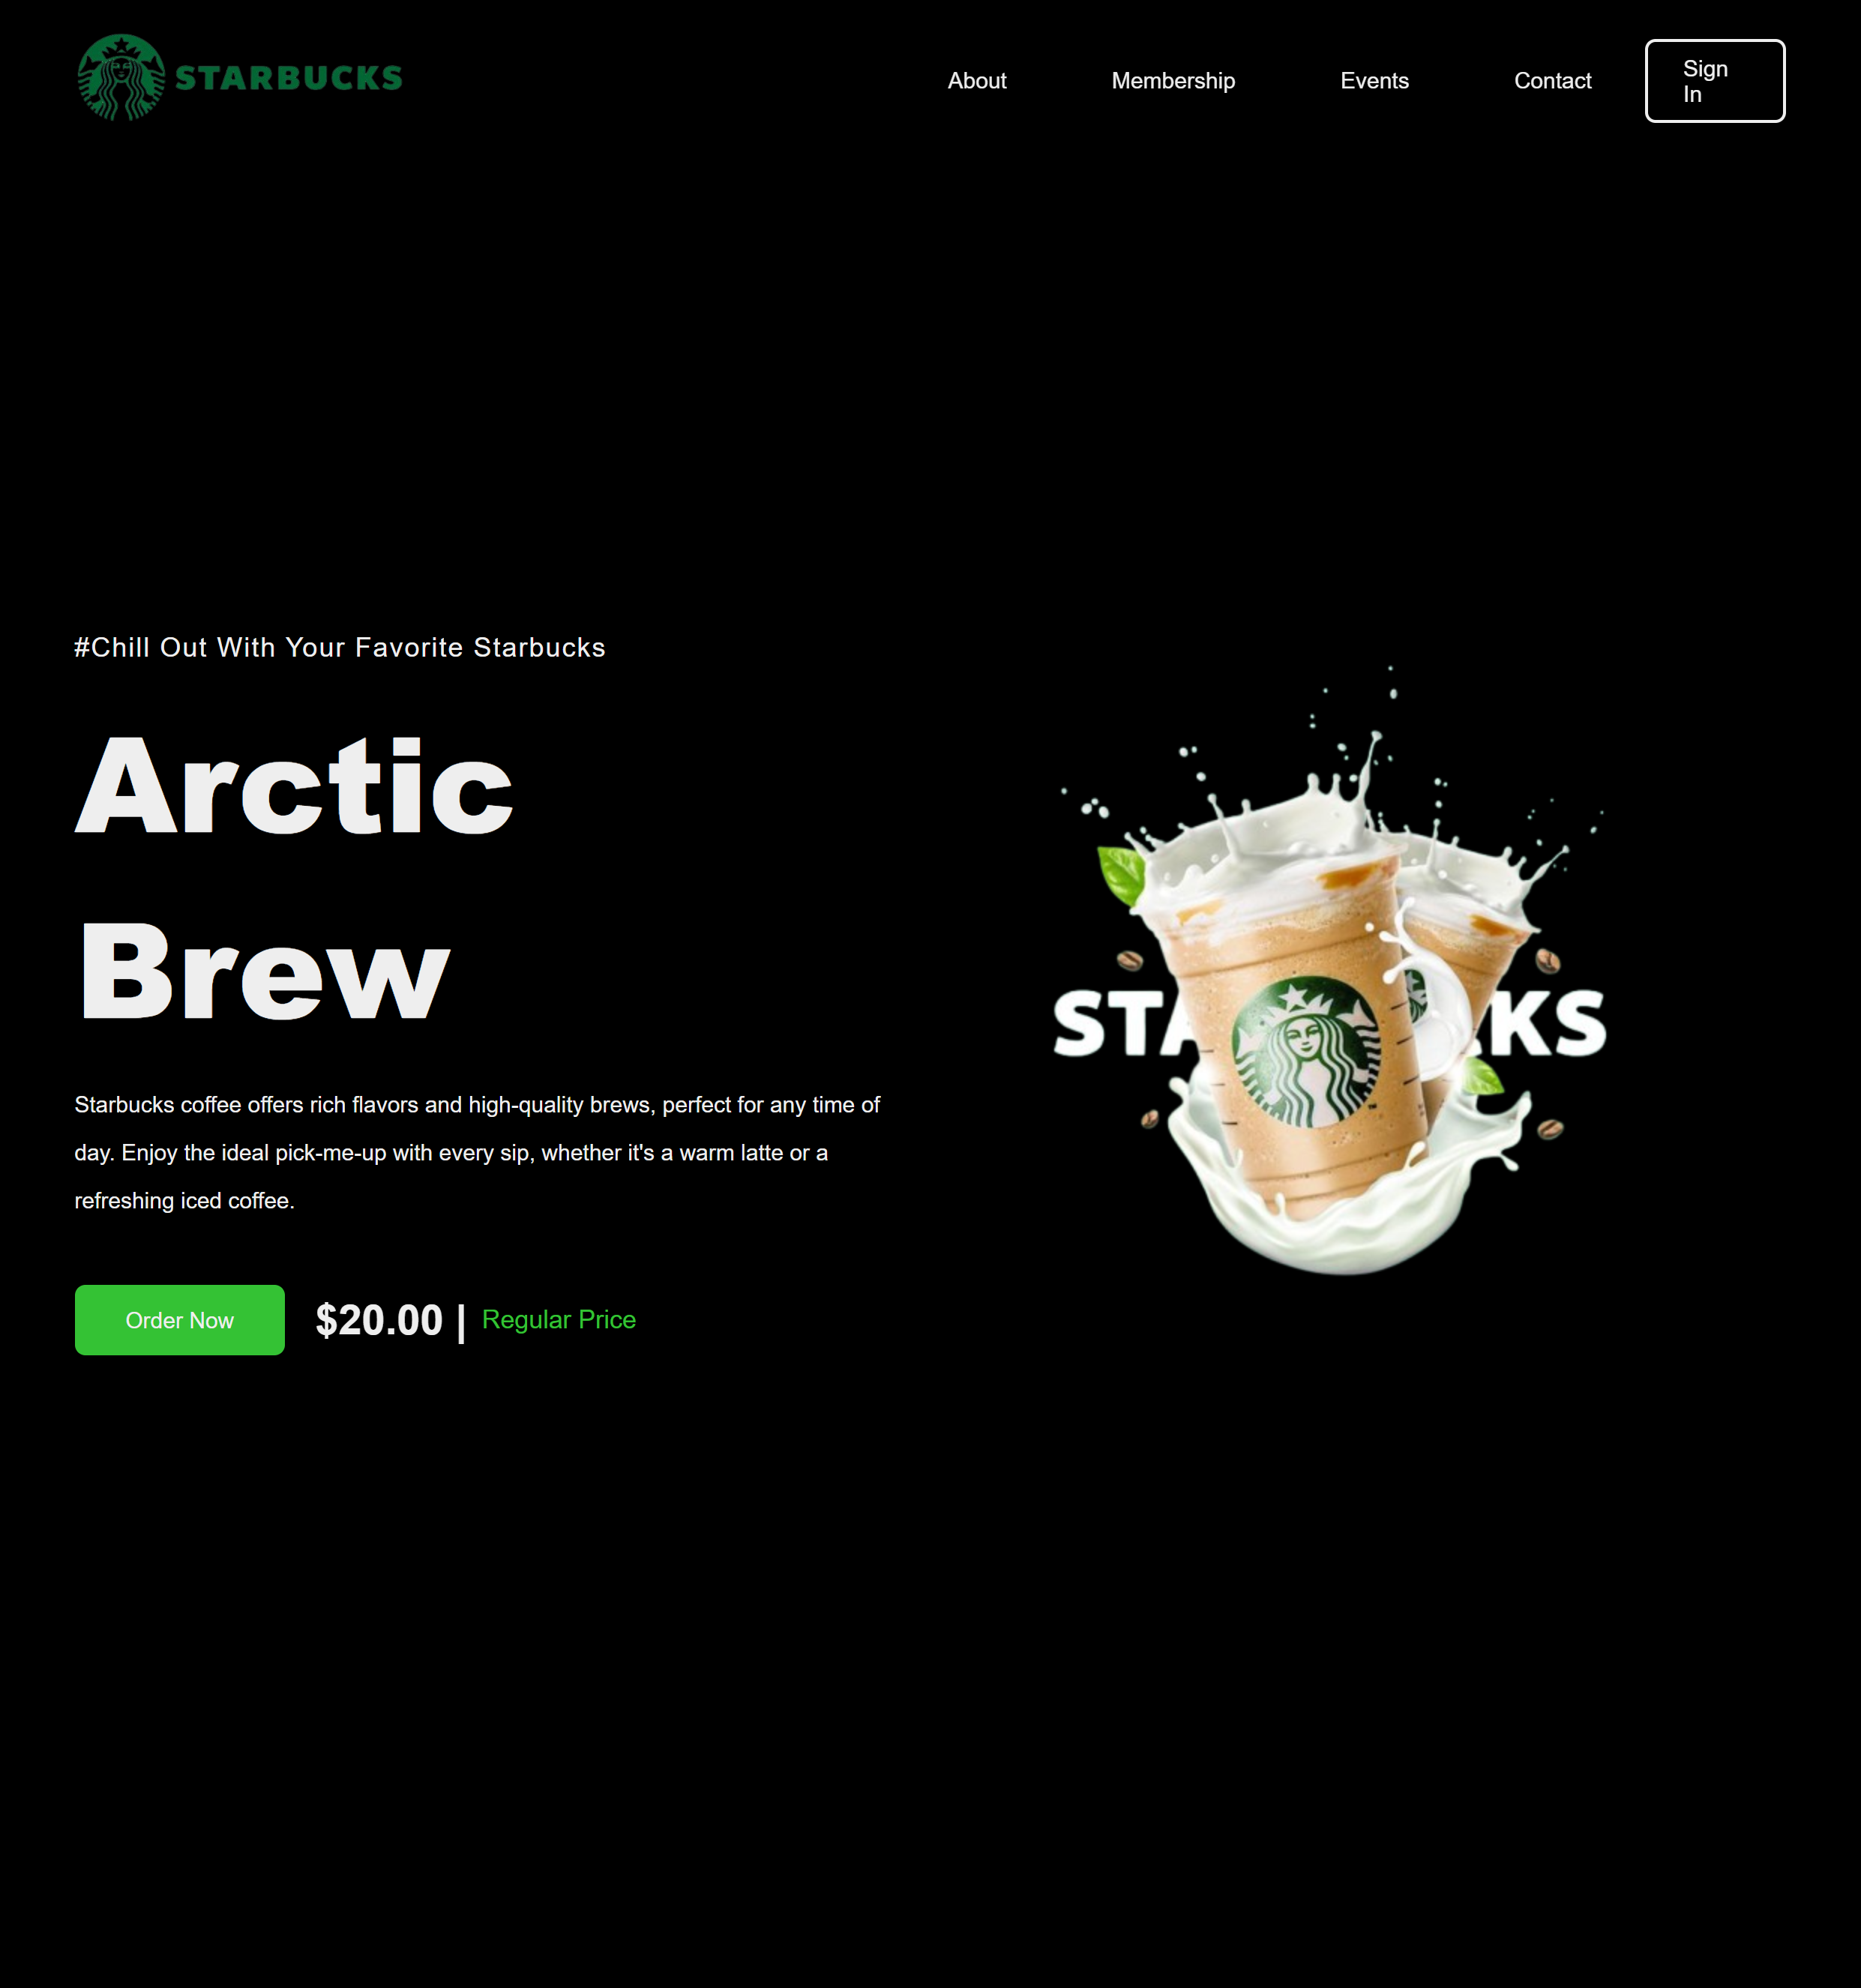 STARBUCKS
About
Membership
Events
Contact
Sign
In
#Chill Out With Your Favorite Starbucks
Arctic
Brew
Starbucks coffee offers rich flavors and high-quality brews, perfect for any time of
day. Enjoy the ideal pick-me-up with every sip, whether it's a warm latte or a
refreshing iced coffee.
Order Now
$20.00 |
Regular Price
STA
KS
TM